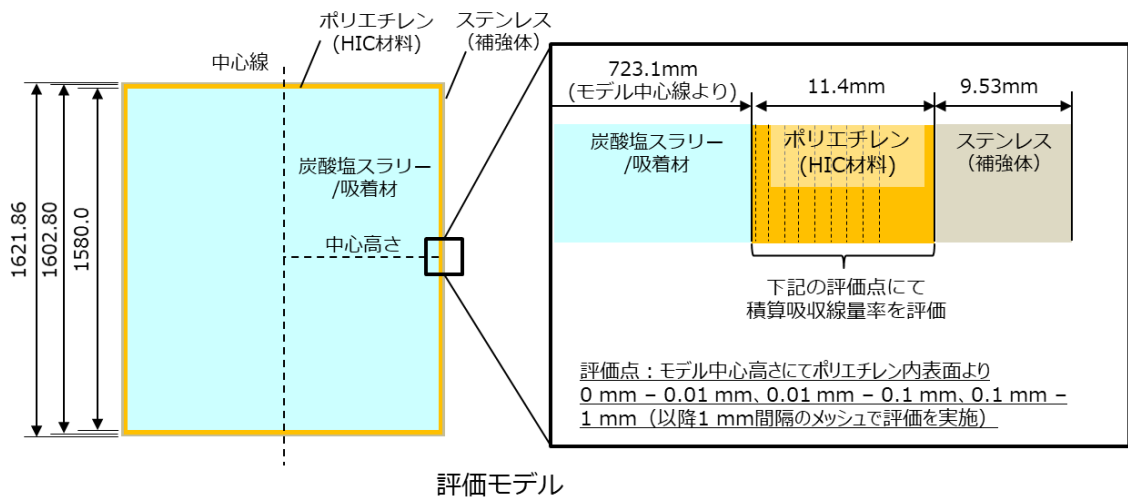 ポリエチレン
(HIC材料)
ステンレス
(補強体)
中心線
1621.86
1602.80
1580.0
炭酸塩スラリー
/吸着材
中心高さ
723.1mm
(モデル中心線より)
11.4mm
9.53mm
炭酸塩スラリー
/吸着材
ポリエチレン
(HIC材料)
ステンレス
(補強体)
下記の評価点にて
積算吸収線量率を評価
評価点：モデル中心高さにてポリエチレン内表面より
0 mm – 0.01 mm、0.01 mm – 0.1 mm、0.1 mm –
1 mm（以降1 mm間隔のメッシュで評価を実施）
評価モデル